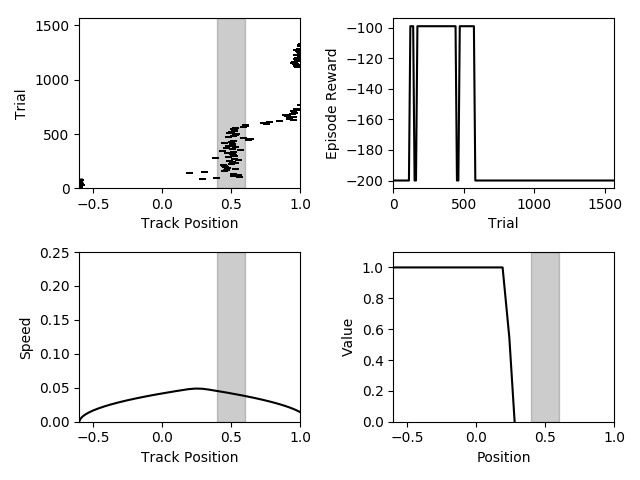 1500
1000
500
0
Trial
−0.5 0.0 0.5 1.0
Track Position
−100
−120
−140
−160
−180
−200
Episode Reward
0 500 1000 1500
Trial
0.25
0.20
0.15
0.10
0.05
0.00
Speed
−0.5 0.0 0.5 1.0
Track Position
1.0
0.8
0.6
0.4
0.2
0.0
Value
−0.5 0.0 0.5 1.0
Position